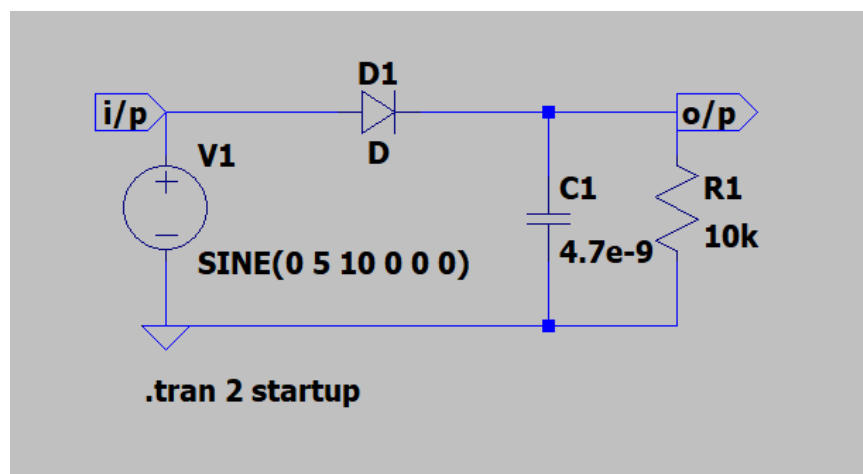 D1
i/p
o/p
V1
D
C1
R1
10k
4.7e-9
SINE(0 5 10 0 0 0)
.tran 2 startup